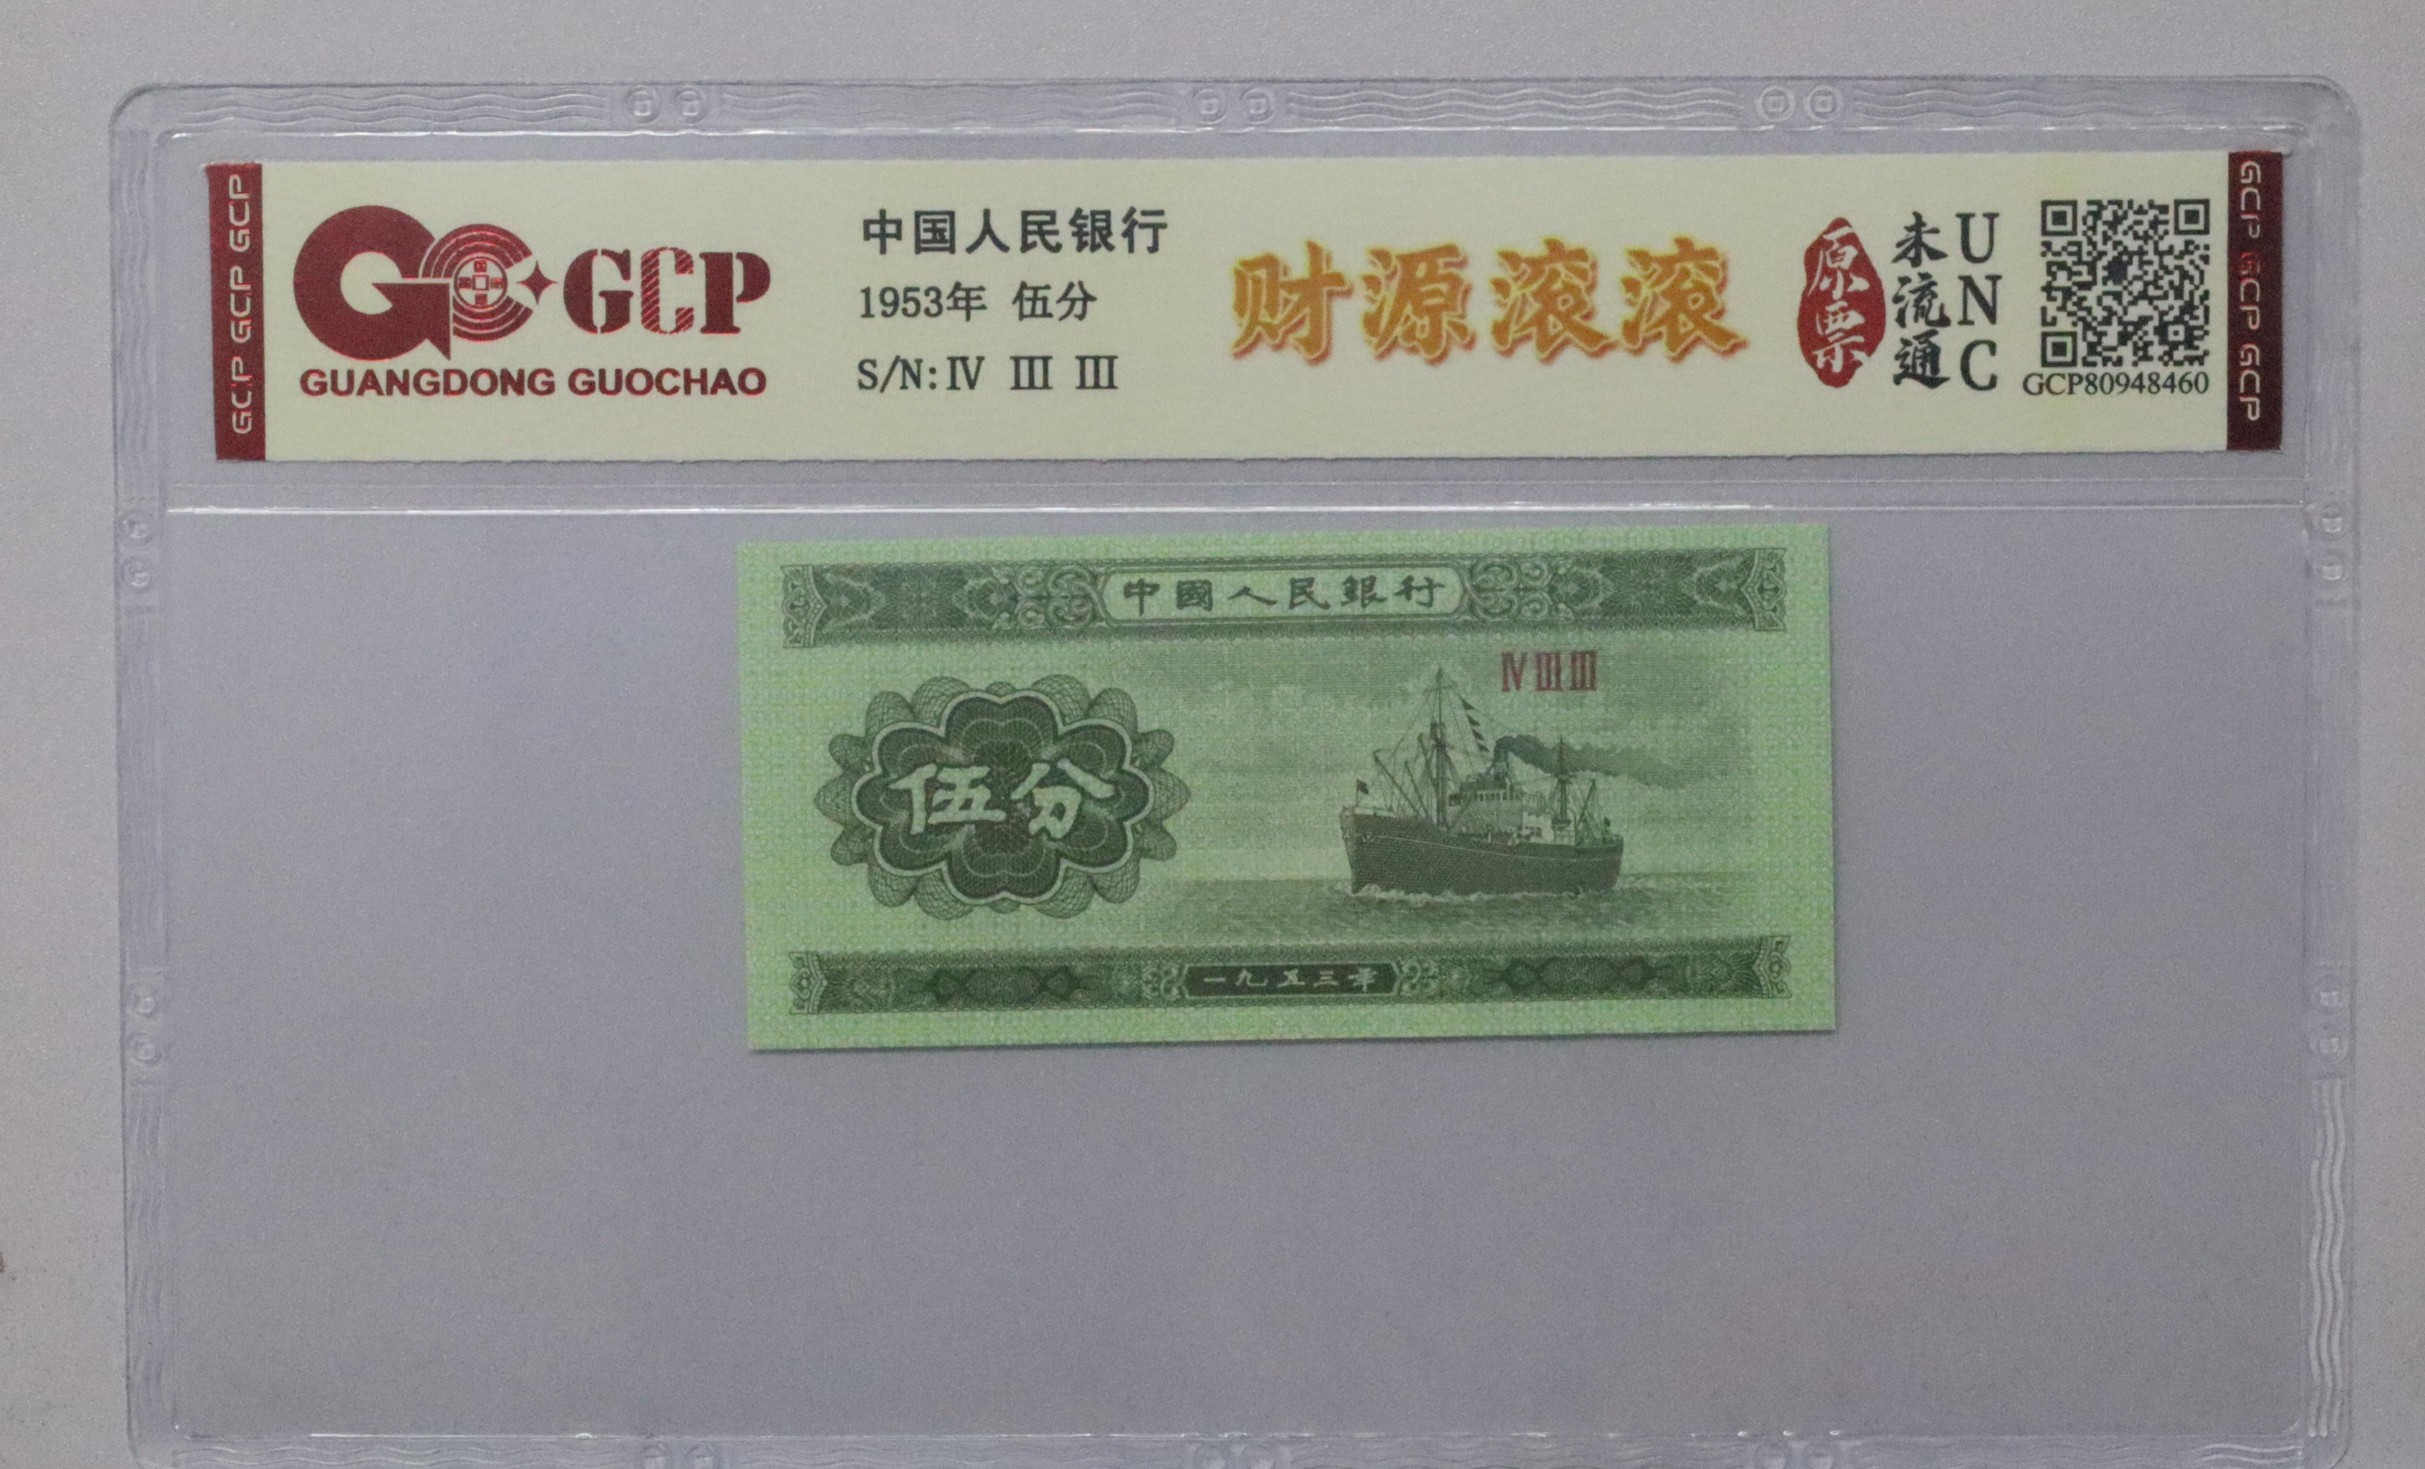 GCP GCP GCP
GCP
GUANGDONG GUOCHAO
中国人民银行
1953年 伍分
S/N: Ⅳ Ⅲ Ⅲ
财源滚滚
原票
未流通
UNC
GCP80948460
GCP GCP GCP
中國人民銀行
Ⅳ Ⅲ Ⅲ
伍分
一九五三年